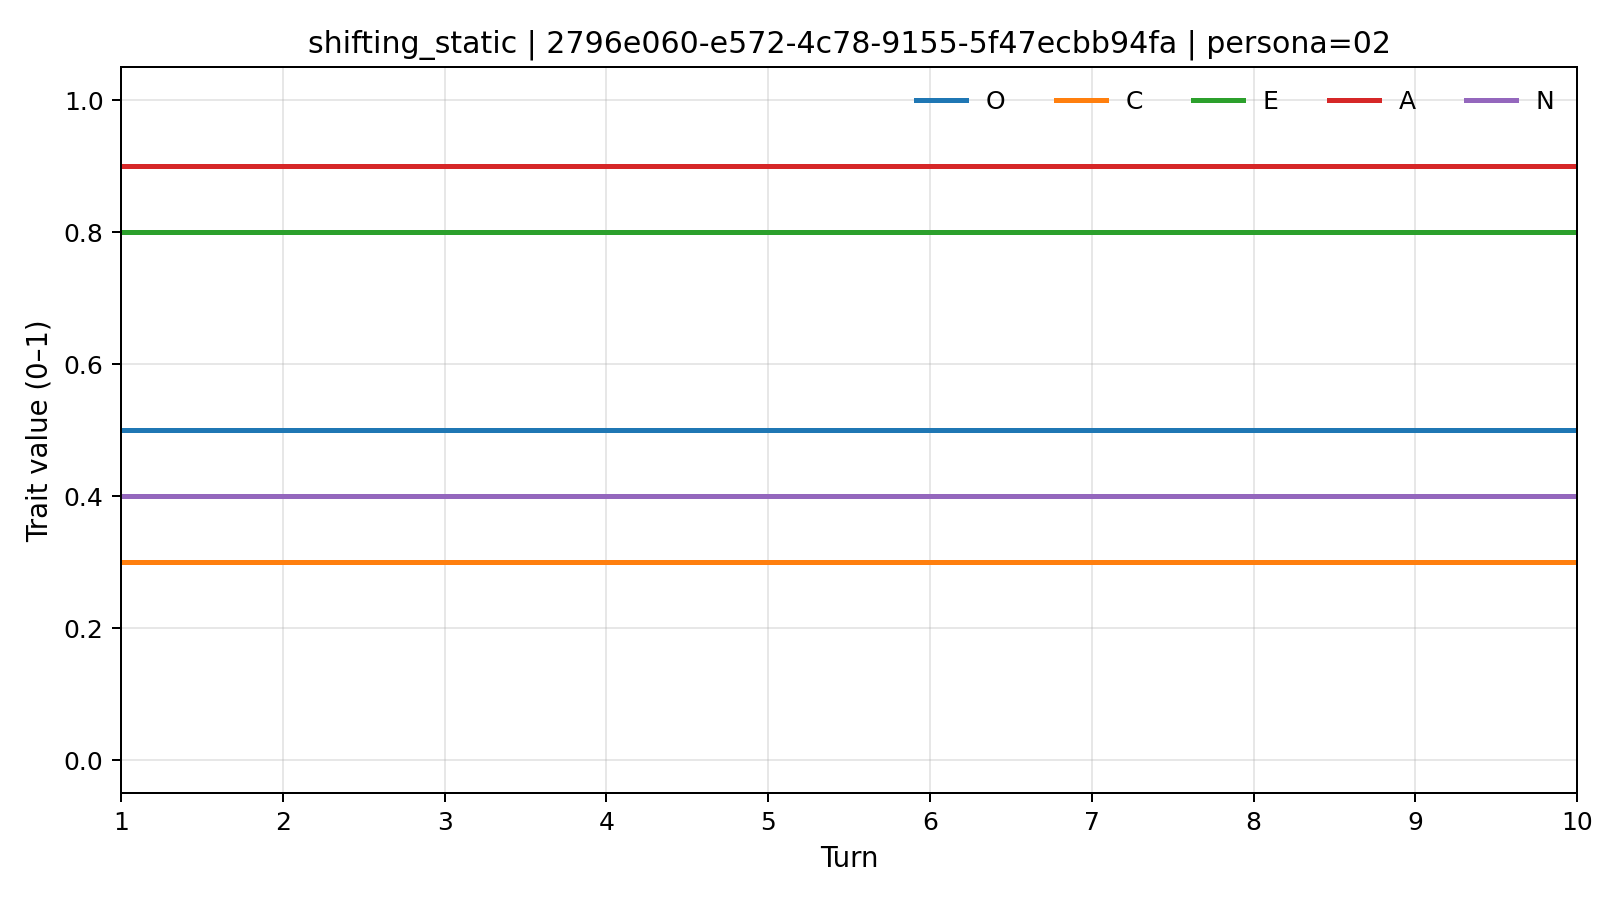 shifting_static | 2796e060-e572-4c78-9155-5f47ecbb94fa | persona=02
O C E A N
1.0
0.8
0.6
0.4
0.2
0.0
Trait value (0–1)
1 2 3 4 5 6 7 8 9 10
Turn